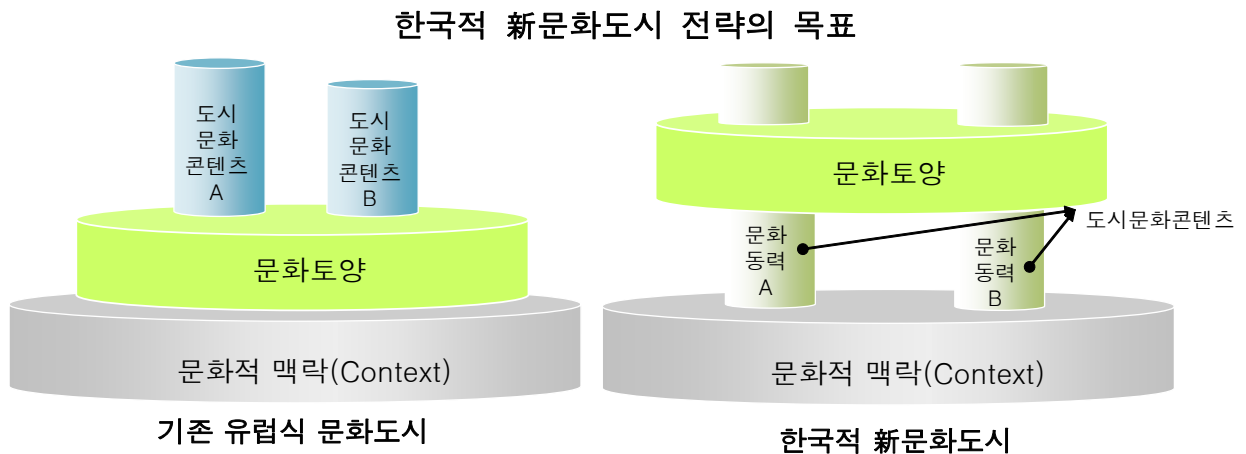 한국적 新문화도시 전략의 목표
도시
문화
콘텐츠
A
도시
문화
콘텐츠
B
문화토양
문화적 맥락(Context)
기존 유럽식 문화도시
문화토양
문화
동력
A
문화
동력
B
도시문화콘텐츠
문화적 맥락(Context)
한국적 新문화도시